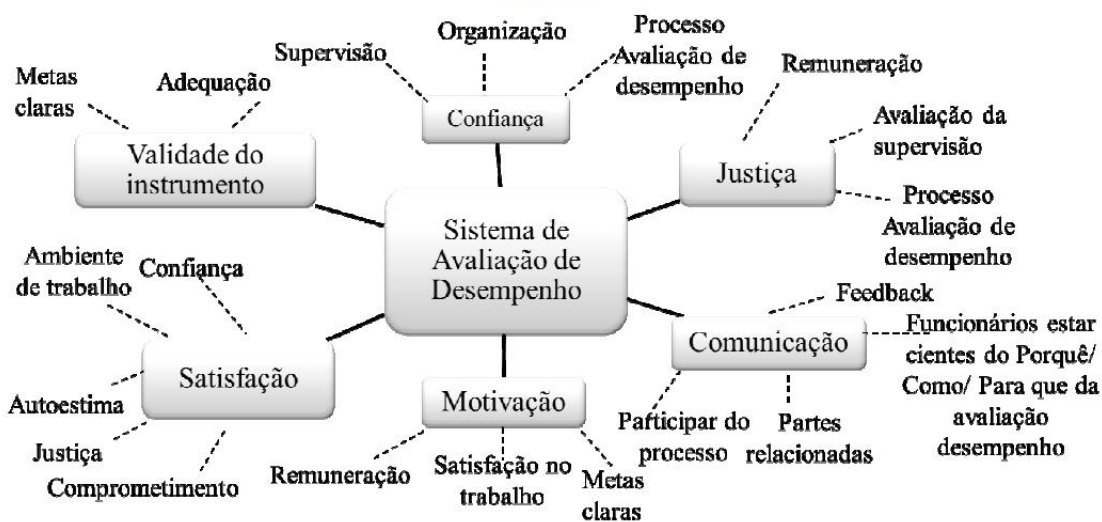 Organização
Processo
Avaliação de
desempenho
Supervisão
Metas
claras
Adequação
Remuneração
Confiança
Avaliação da
supervisão
Validade do
instrumento
Justiça
Processo
Avaliação de
desempenho
Sistema de
Avaliação de
Desempenho
Ambiente
de trabalho
Confiança
Feedback
Comunicação
Funcionários estar
cientes do Porquê/
Como/ Para que da
avaliação
desempenho
Satisfação
Motivação
Autoestima
Justiça
Comprometimento
Remuneração
Satisfação no
trabalho
Metas
claras
Participar do
processo
Partes
relacionadas